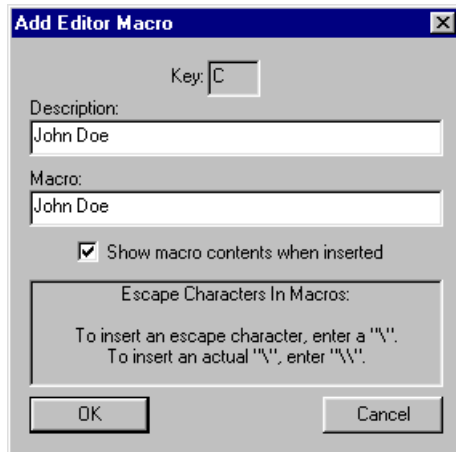 Add Editor Macro
Key: C
Description:
John Doe
Macro:
John Doe
Show macro contents when inserted
Escape Characters In Macros:
To insert an escape character, enter a "\".
To insert an actual "\", enter "\\".
OK Cancel